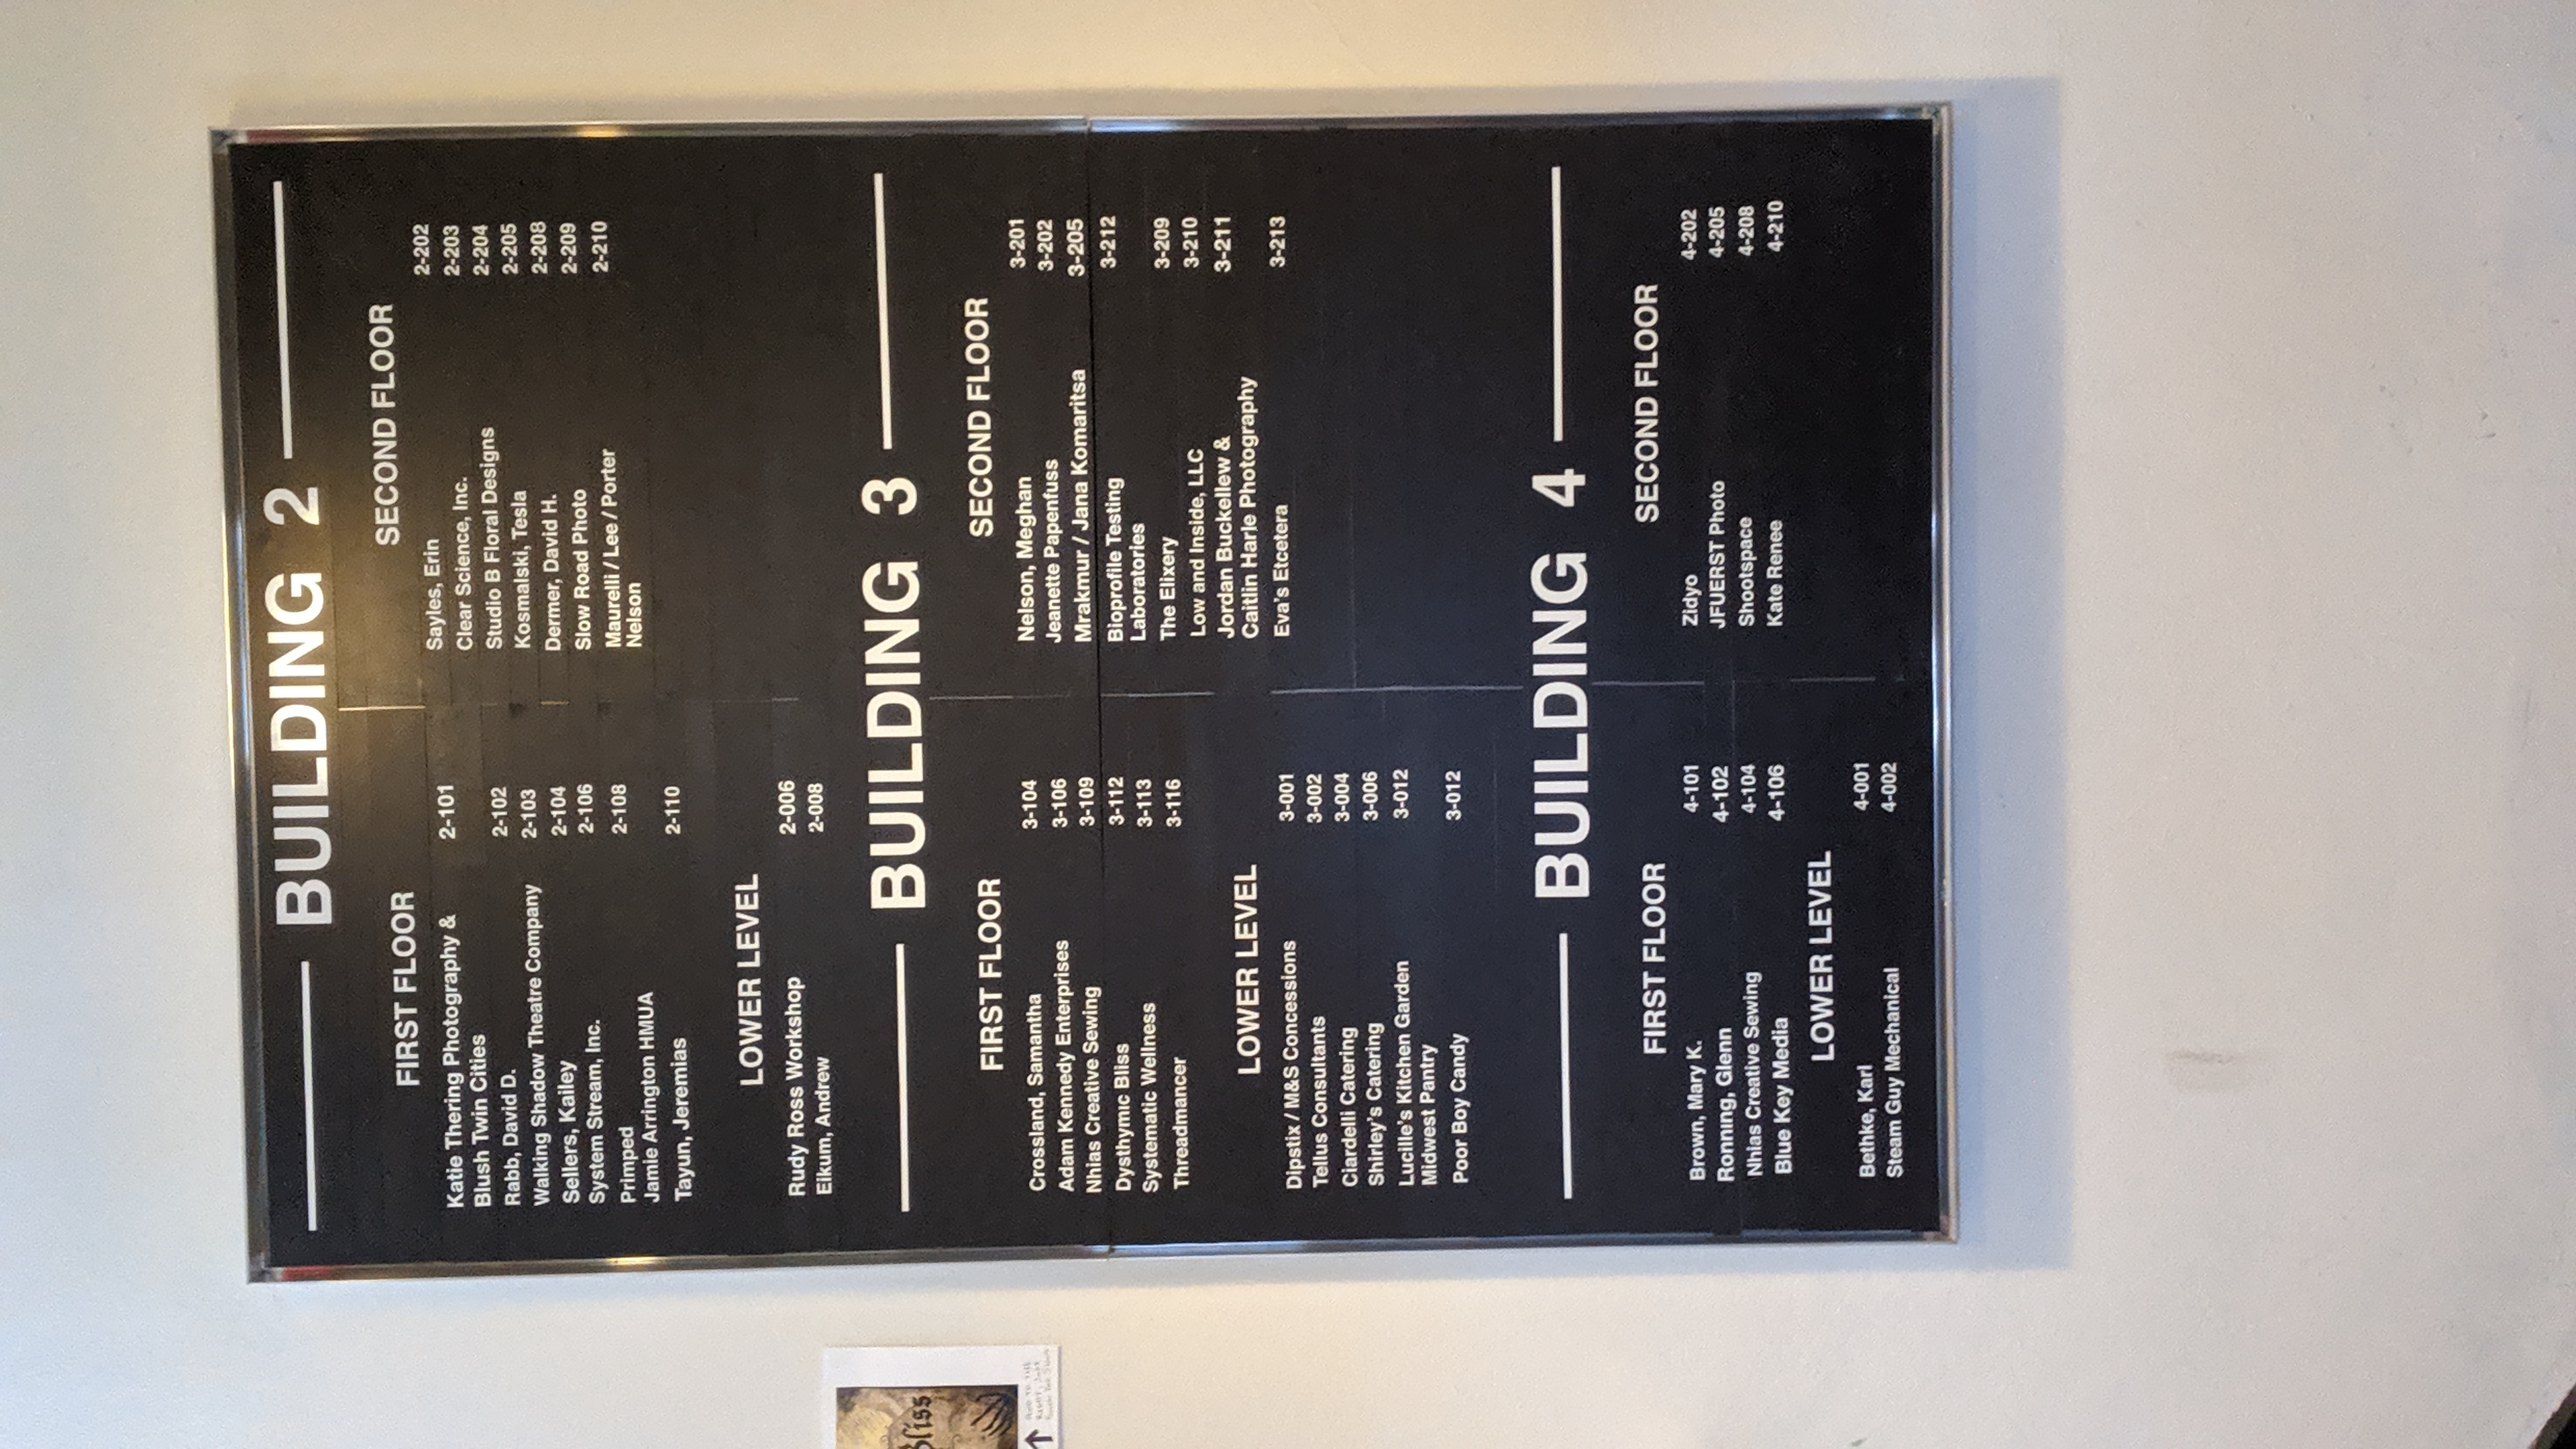 BUILDING 2
FIRST FLOOR
Katie Thering Photography & 2-101
Blush Twin Cities
Rabb, David D. 2-102
Walking Shadow Theatre Company 2-103
Sellers, Kailey 2-104
System Stream, Inc. 2-106
Primped 2-108
Jamie Arrington HMUA
Tayun, Jeremias 2-110
LOWER LEVEL
Rudy Ross Workshop 2-006
Eikum, Andrew 2-008
SECOND FLOOR
Sayles, Erin 2-202
Clear Science, Inc. 2-203
Studio B Floral Designs 2-204
Kosmalski, Tesla 2-205
Dermer, David H. 2-208
Slow Road Photo 2-209
Maurelli / Lee / Porter 2-210
Nelson
BUILDING 3
FIRST FLOOR
Crossland, Samantha 3-104
Adam Kennedy Enterprises 3-106
Nhias Creative Sewing 3-109
Dysthymic Bliss 3-112
Systematic Wellness 3-113
Threadmancer 3-116
LOWER LEVEL
Dipstix / M&S Concessions 3-001
Tellus Consultants 3-002
Ciardelli Catering 3-004
Shirley's Catering 3-006
Lucille's Kitchen Garden 3-012
Midwest Pantry
Poor Boy Candy 3-012
SECOND FLOOR
Nelson, Meghan 3-201
Jeanette Papenfuss 3-202
Mrakmur / Jana Komaritsa 3-205
Bioprofile Testing 3-212
Laboratories
The Elixery 3-209
Low and Inside, LLC 3-210
Jordan Buckellew & 3-211
Caitlin Harle Photography
Eva's Etcetera 3-213
BUILDING 4
FIRST FLOOR
Brown, Mary K. 4-101
Ronning, Glenn 4-102
Nhias Creative Sewing 4-104
Blue Key Media 4-106
LOWER LEVEL
Bethke, Karl 4-001
Steam Guy Mechanical 4-002
SECOND FLOOR
Zidyo 4-202
JFUERST Photo 4-205
Shootspace 4-208
Kate Renee 4-210
Bliss